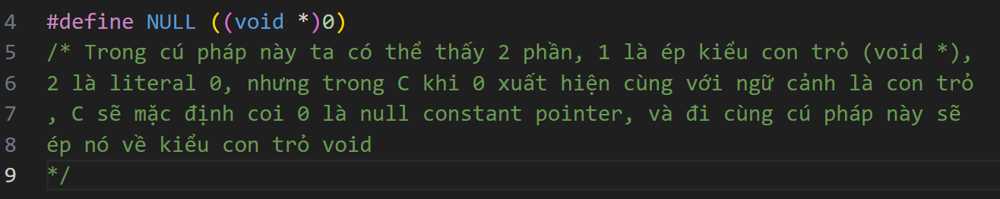 4 #define NULL ((void *)0)
5 /* Trong cú pháp này ta có thể thấy 2 phần, 1 là ép kiểu con trỏ (void *),
6 2 là literal 0, nhưng trong C khi 0 xuất hiện cùng với ngữ cảnh là con trỏ
7 , C sẽ mặc định coi 0 là null constant pointer, và đi cùng cú pháp này sẽ
8 ép nó về kiểu con trỏ void
9 */